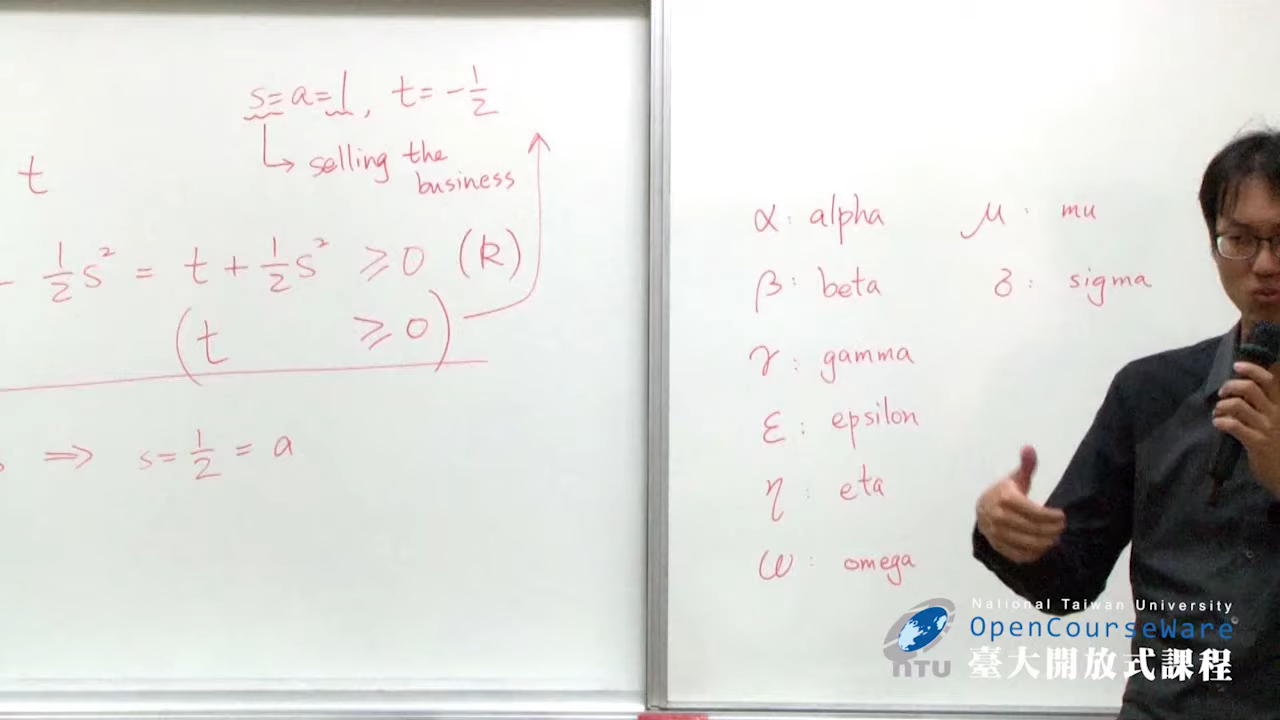 s=a=1, t=-1/2
selling the
business
t
- 1/2 s² = t + 1/2 s² ≥ 0 (R)
(t ≥ 0)
⇒ s = 1/2 = a
α: alpha
β: beta
γ: gamma
ε: epsilon
η: eta
ω: omega
μ: mu
δ: sigma
National Taiwan University
OpenCourseWare
NTU 臺大開放式課程